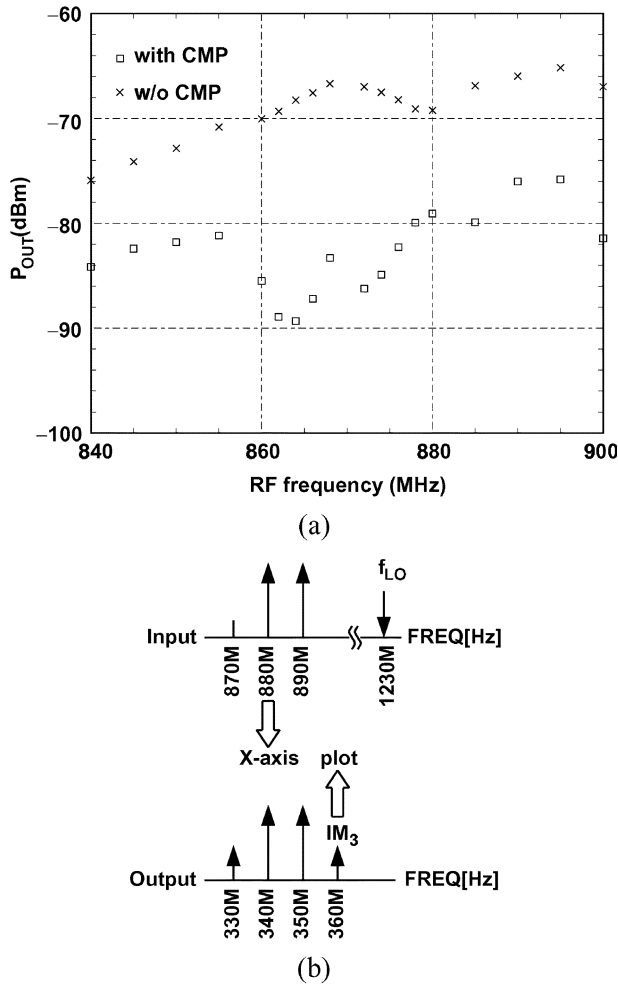 −60
with CMP
w/o CMP
−70
−80
−90
−100
P_OUT(dBm)
840 860 880 900
RF frequency (MHz)
(a)
f_LO
Input FREQ[Hz]
870M 880M 890M 1230M
X-axis plot
IM_3
Output FREQ[Hz]
330M 340M 350M 360M
(b)